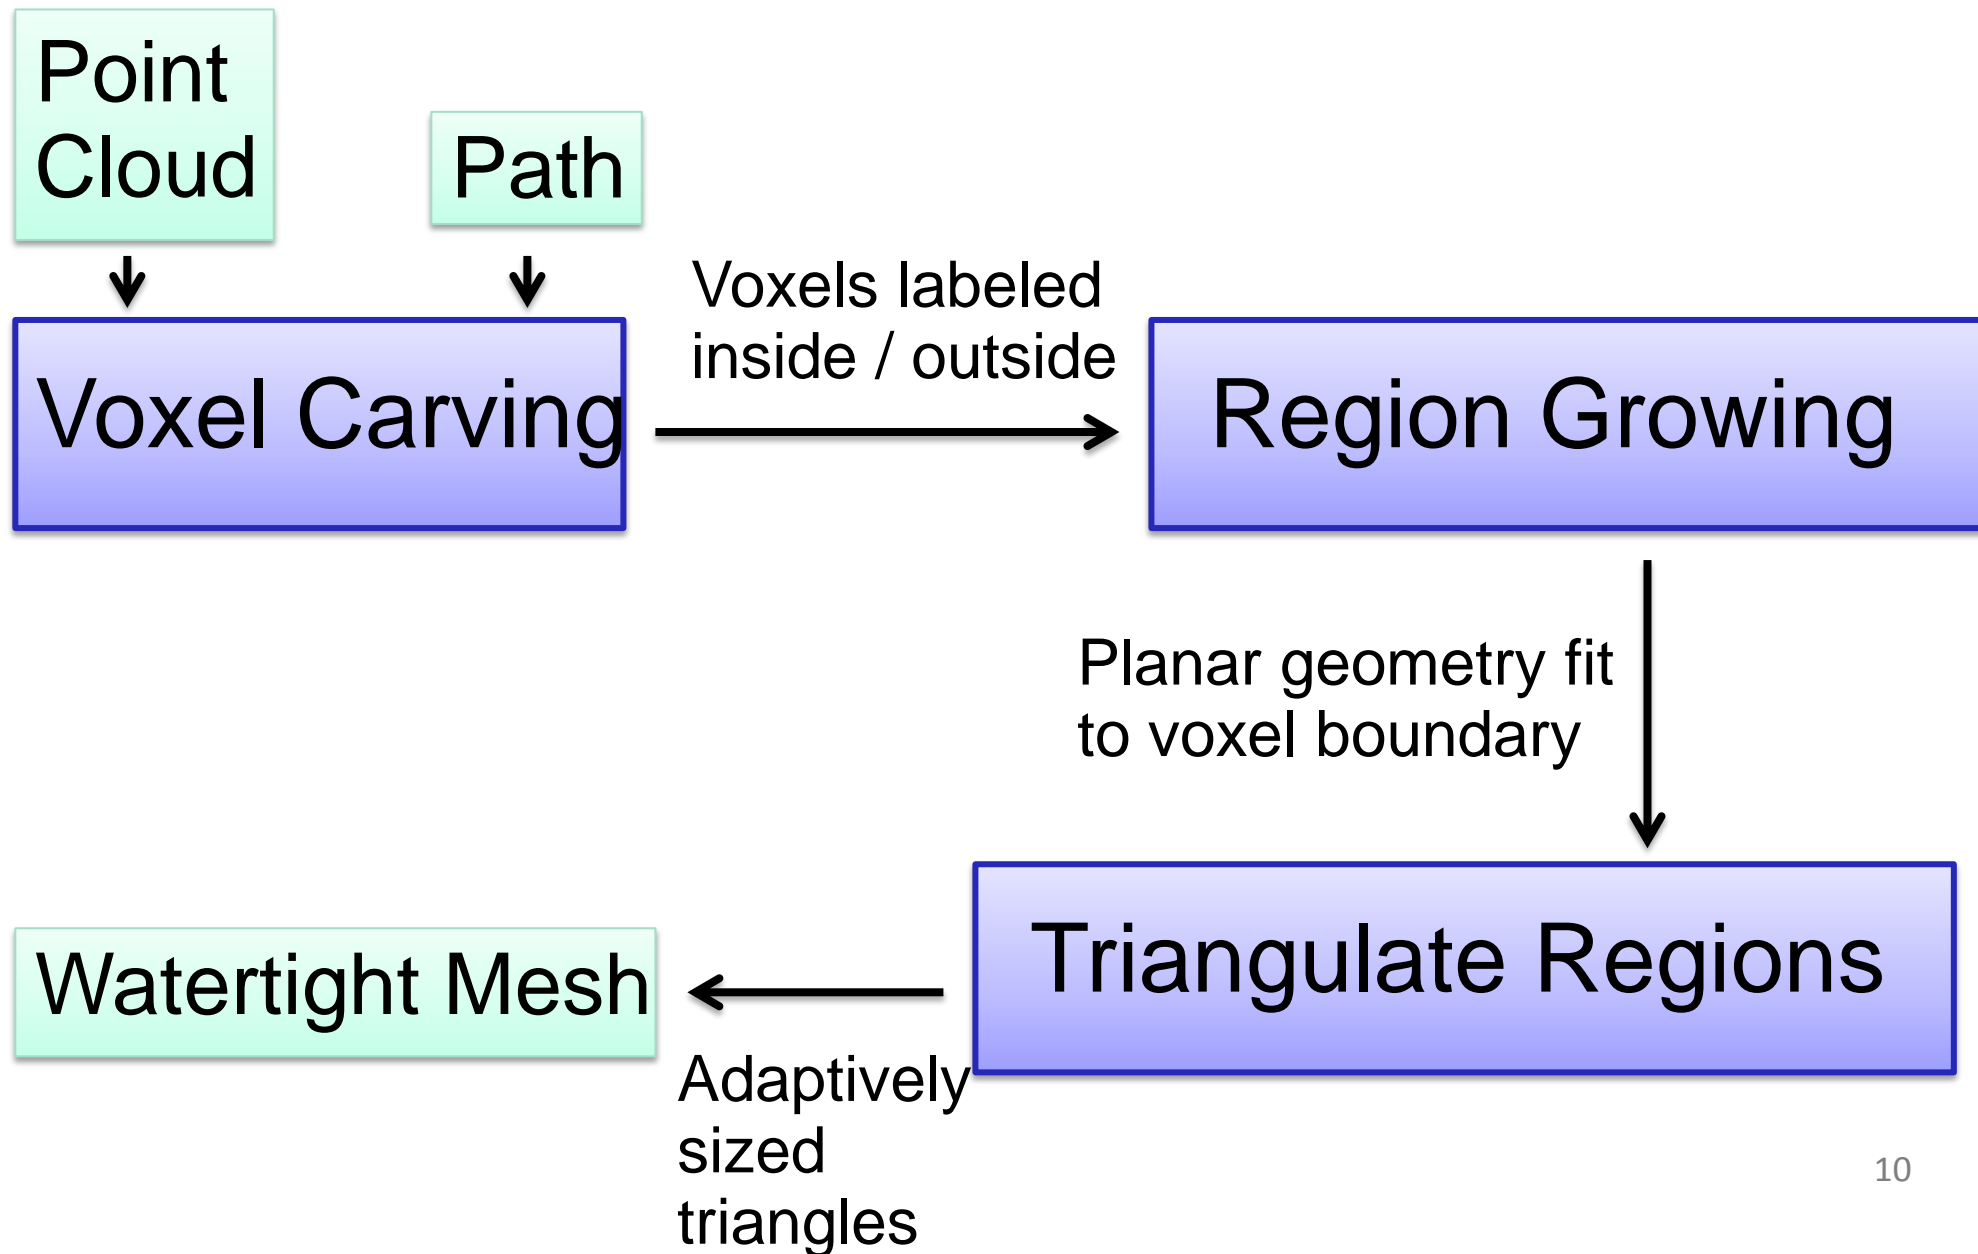 Point
Cloud
Path
Voxels labeled
inside / outside
Voxel Carving
Region Growing
Planar geometry fit
to voxel boundary
Triangulate Regions
Watertight Mesh
Adaptively
sized
triangles
10